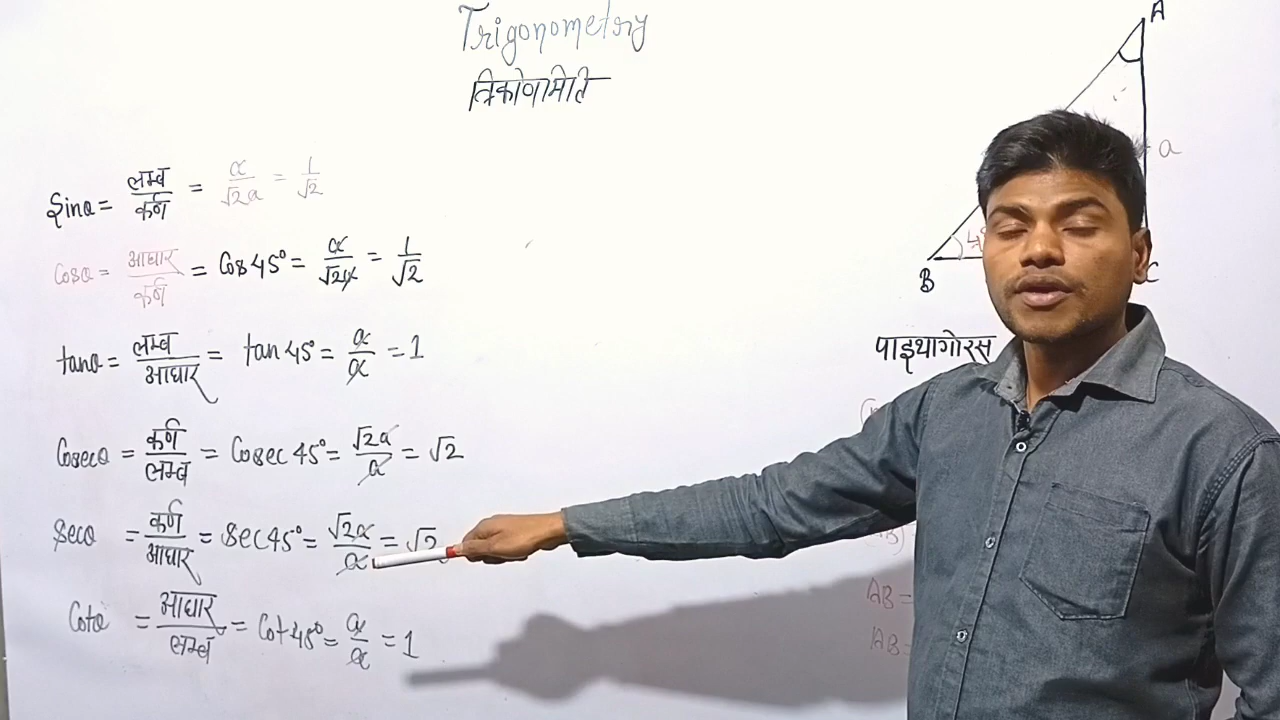 Trigonometry
त्रिकोणमिति
Sinθ = लम्ब/कर्ण = a/√2a = 1/√2
Cosθ = आधार/कर्ण = Cos45° = a/√2a = 1/√2
tanθ = लम्ब/आधार = tan45° = a/a = 1
Cosecθ = कर्ण/लम्ब = Cosec45° = √2a/a = √2
Secθ = कर्ण/आधार = Sec45° = √2a/a = √2
Cotθ = आधार/लम्ब = Cot45° = a/a = 1
A
a
B
C
पाइथागोरस
AB =
AB =